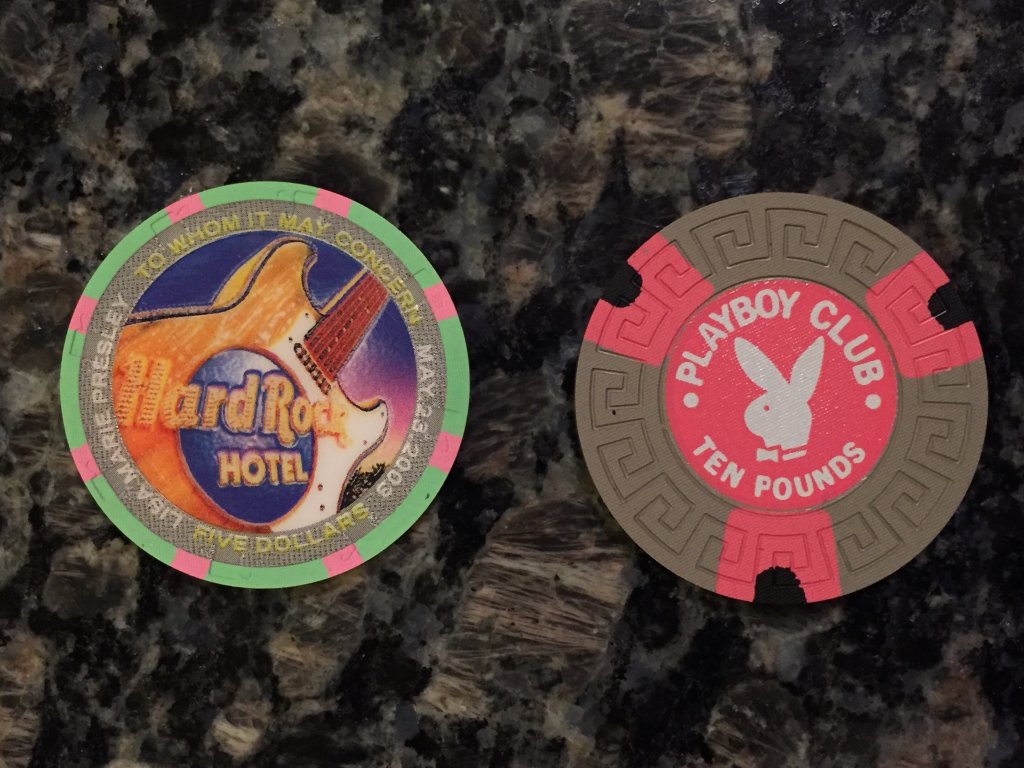 TO WHOM IT MAY CONCERN
LISA MARIE PRESLEY
MAY 23 2003
Hard Rock
HOTEL
FIVE DOLLARS
PLAYBOY CLUB
TEN POUNDS